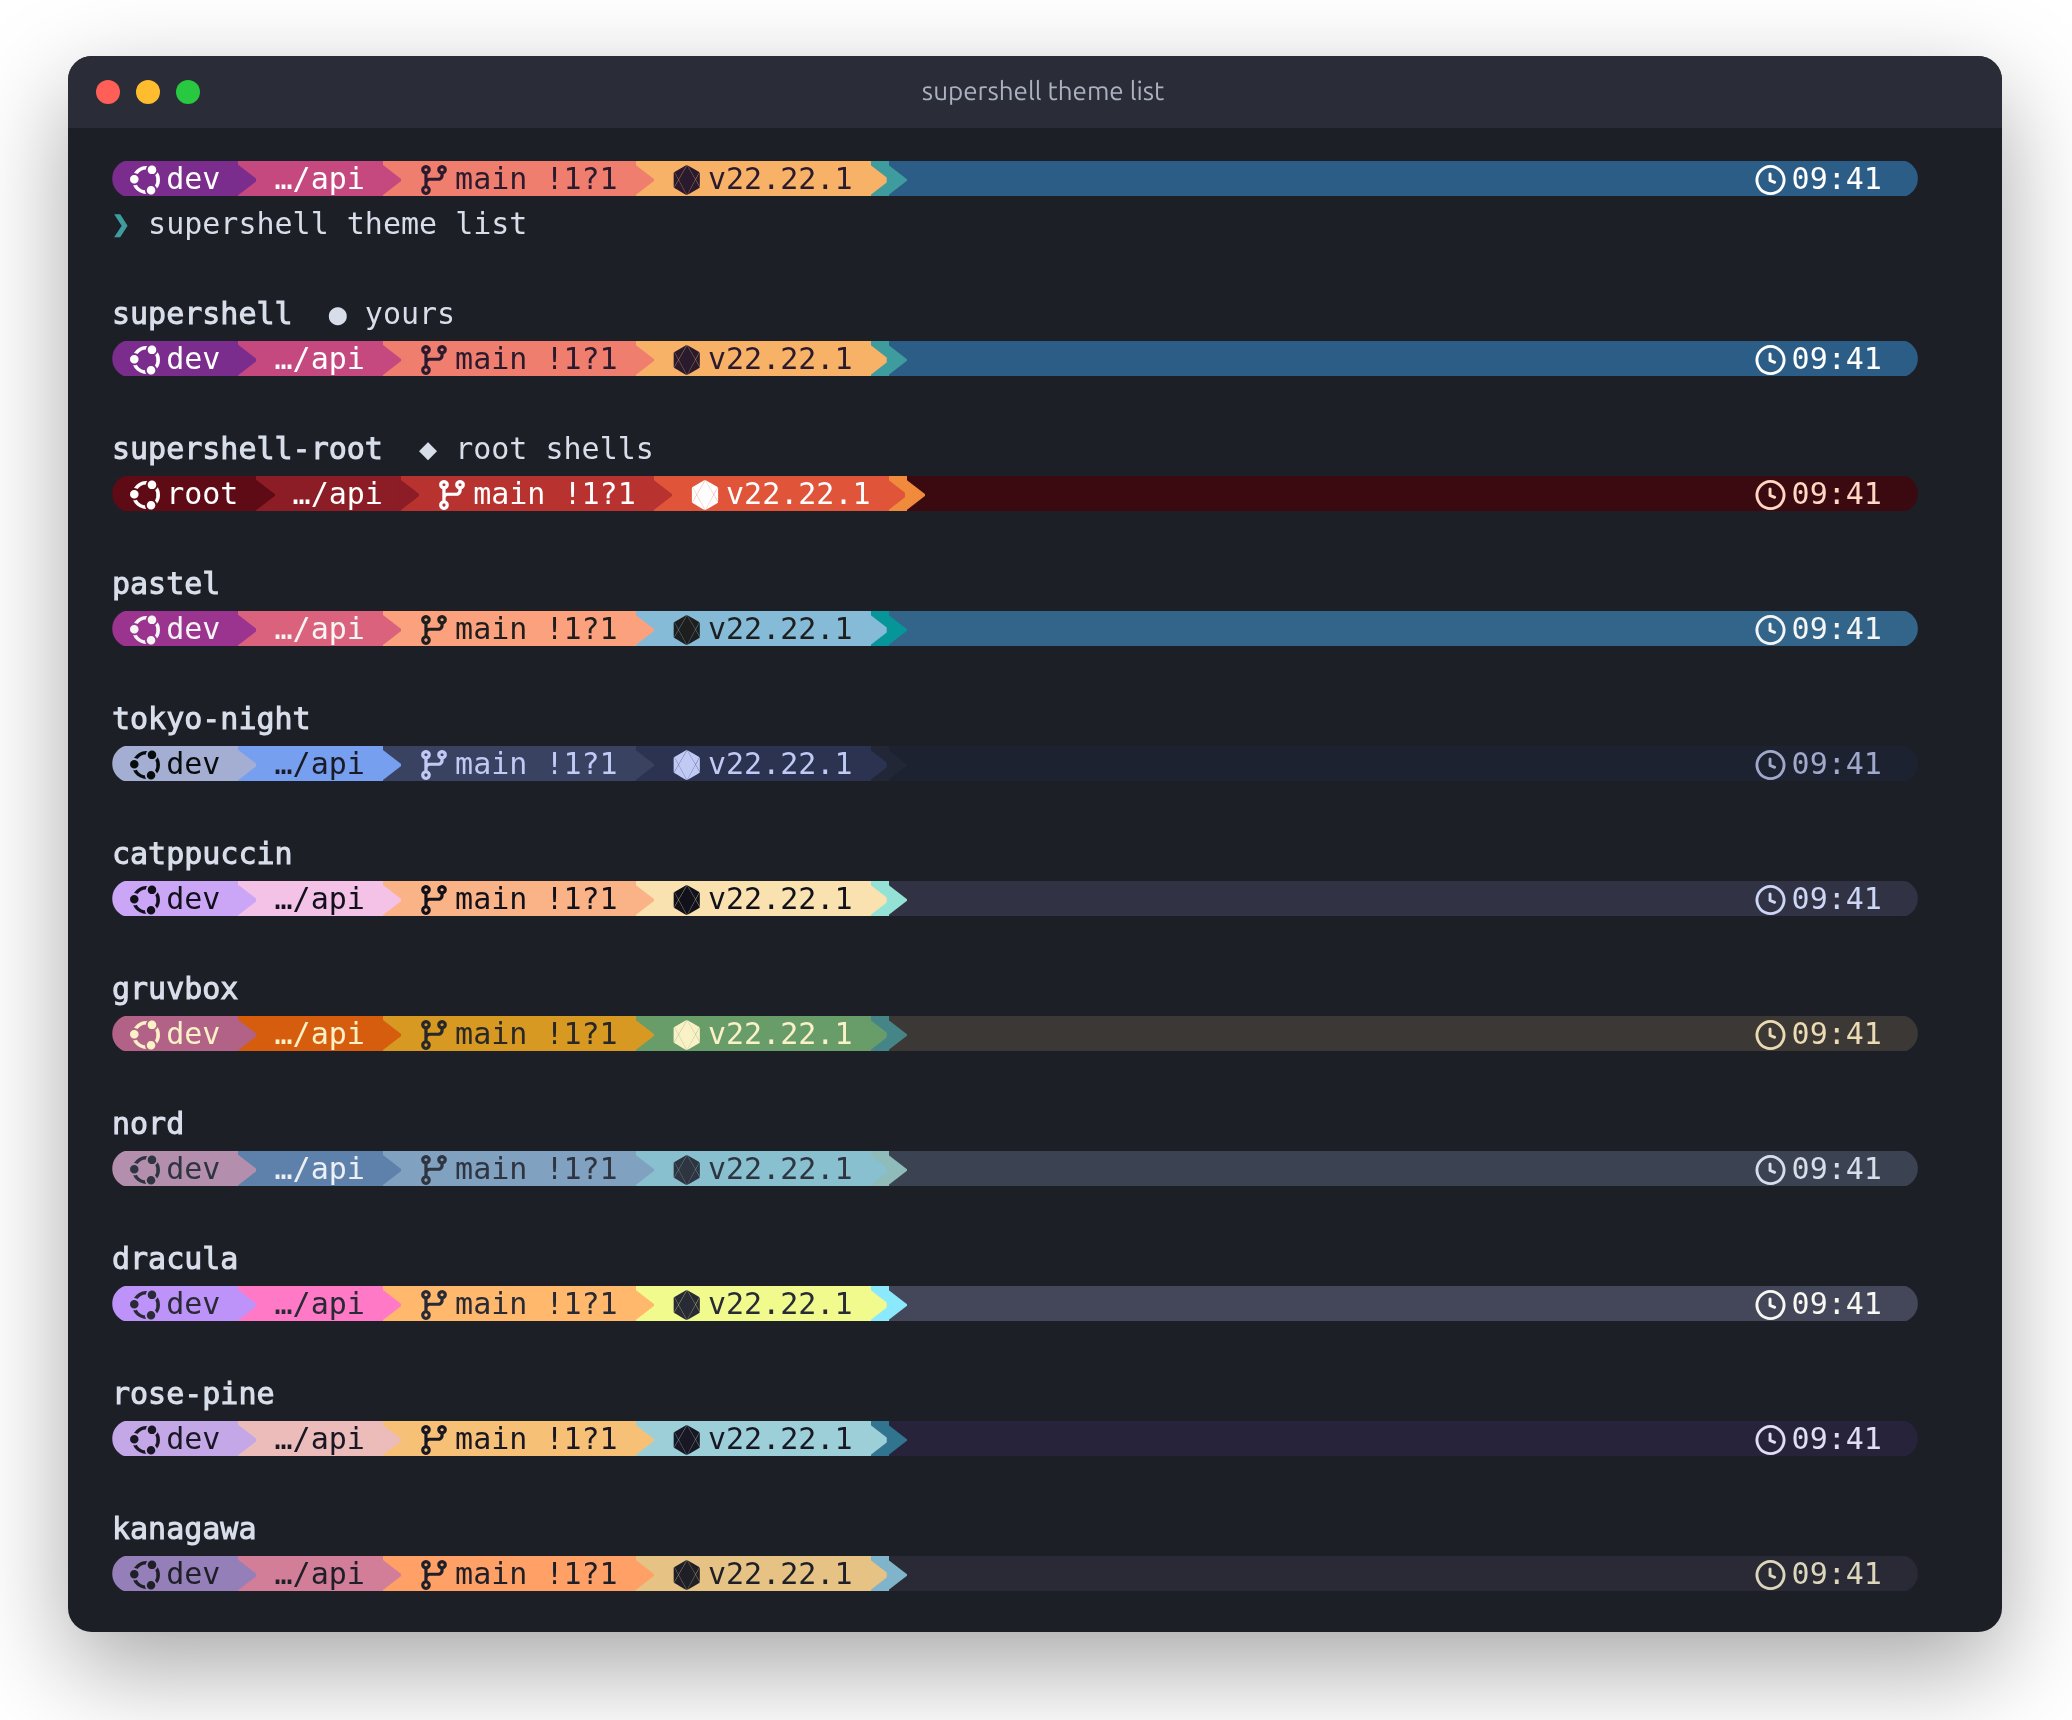 supershell theme list
dev …/api main !1?1 v22.22.1 09:41
❯ supershell theme list
supershell ● yours
dev …/api main !1?1 v22.22.1 09:41
supershell-root ◆ root shells
root …/api main !1?1 v22.22.1 09:41
pastel
dev …/api main !1?1 v22.22.1 09:41
tokyo-night
dev …/api main !1?1 v22.22.1 09:41
catppuccin
dev …/api main !1?1 v22.22.1 09:41
gruvbox
dev …/api main !1?1 v22.22.1 09:41
nord
dev …/api main !1?1 v22.22.1 09:41
dracula
dev …/api main !1?1 v22.22.1 09:41
rose-pine
dev …/api main !1?1 v22.22.1 09:41
kanagawa
dev …/api main !1?1 v22.22.1 09:41